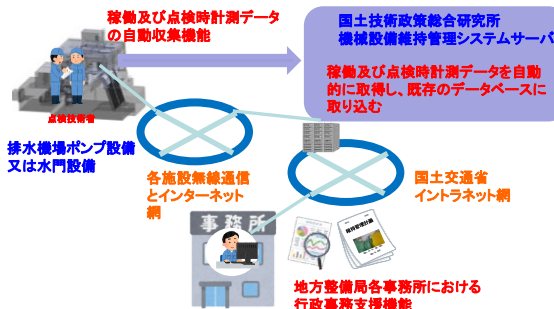 稼働及び点検時計測データ
の自動収集機能
国土技術政策総合研究所
機械設備維持管理システムサーバ
稼働及び点検時計測データを自動
的に取得し、既存のデータベースに
取り込む
点検技術者
排水機場ポンプ設備
又は水門設備
各施設無線通信
とインターネット
網
国土交通省
イントラネット網
事務所
維持管理計画
地方整備局各事務所における
行政事務支援機能